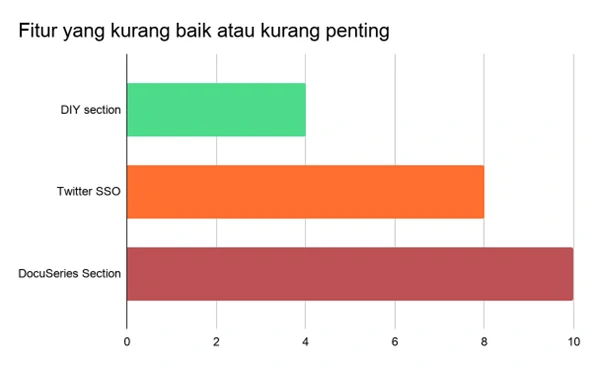 Fitur yang kurang baik atau kurang penting
DIY section
Twitter SSO
DocuSeries Section
0 2 4 6 8 10